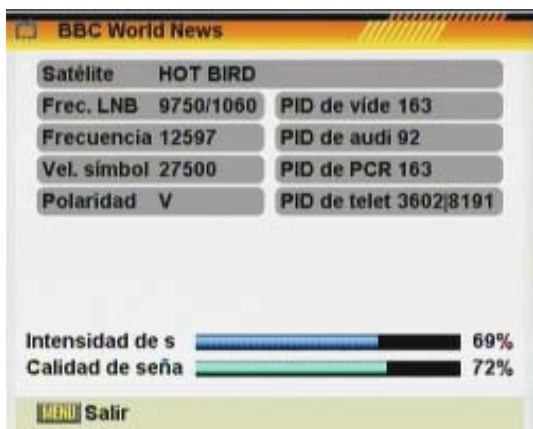 BBC World News
Satélite HOT BIRD
Frec. LNB 9750/1060 PID de víde 163
Frecuencia 12597 PID de audi 92
Vel. símbol 27500 PID de PCR 163
Polaridad V PID de telet 3602|8191
Intensidad de s 69%
Calidad de seña 72%
MENU Salir